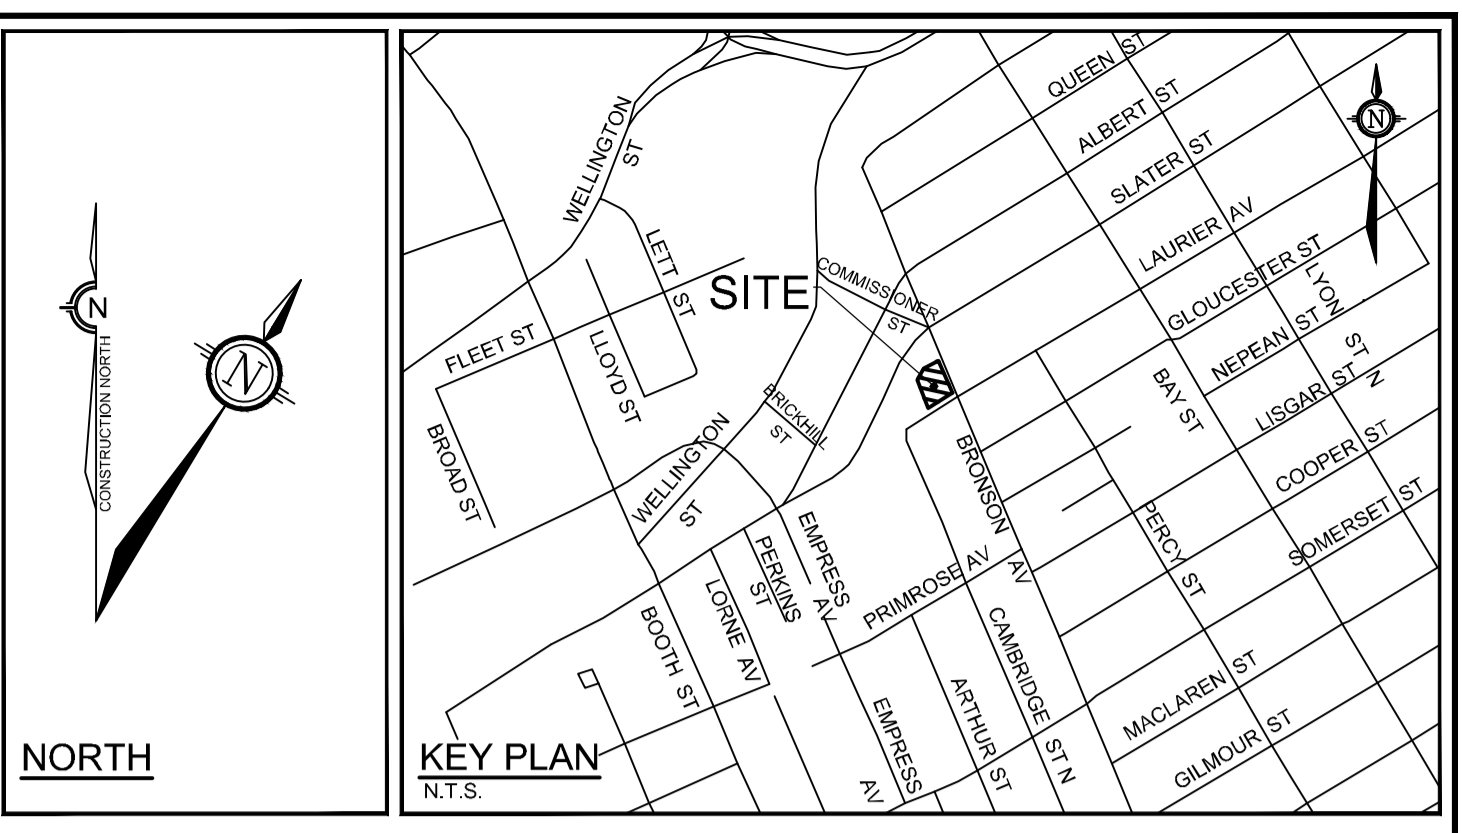 N
CONSTRUCTION NORTH
N
NORTH
QUEEN ST
ALBERT ST
SLATER ST
LAURIER AV
GLOUCESTER ST
NEPEAN ST
LISGAR ST
COOPER ST
SOMERSET ST
MACLAREN ST
GILMOUR ST
N
LYON ST N
BAY ST
PERCY ST
WELLINGTON ST
LETT ST
SITE
COMMISSIONER ST
FLEET ST
LLOYD ST
BROAD ST
BRICKHILL ST
WELLINGTON ST
BRONSON AV
PRIMROSE AV
PERKINS ST
EMPRESS AV
LORNE AV
BOOTH ST
CAMBRIDGE ST N
ARTHUR ST
EMPRESS AV
KEY PLAN
N.T.S.